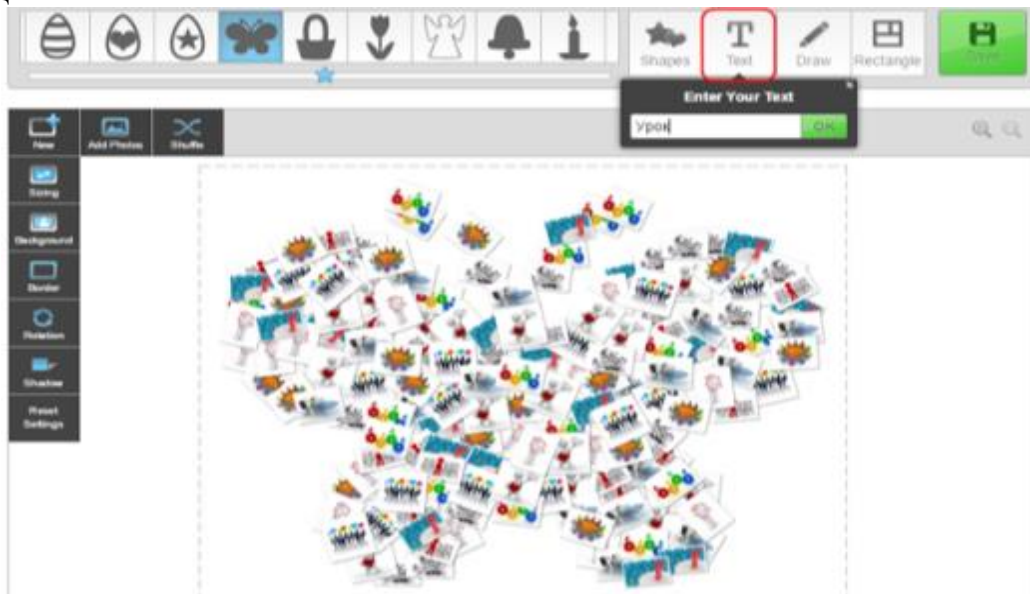 Shapes
Text
Draw
Rectangle
Save
Enter Your Text
Урок
OK
New
Add Photos
Shuffle
Sizing
Background
Border
Rotation
Shadow
Reset
Settings